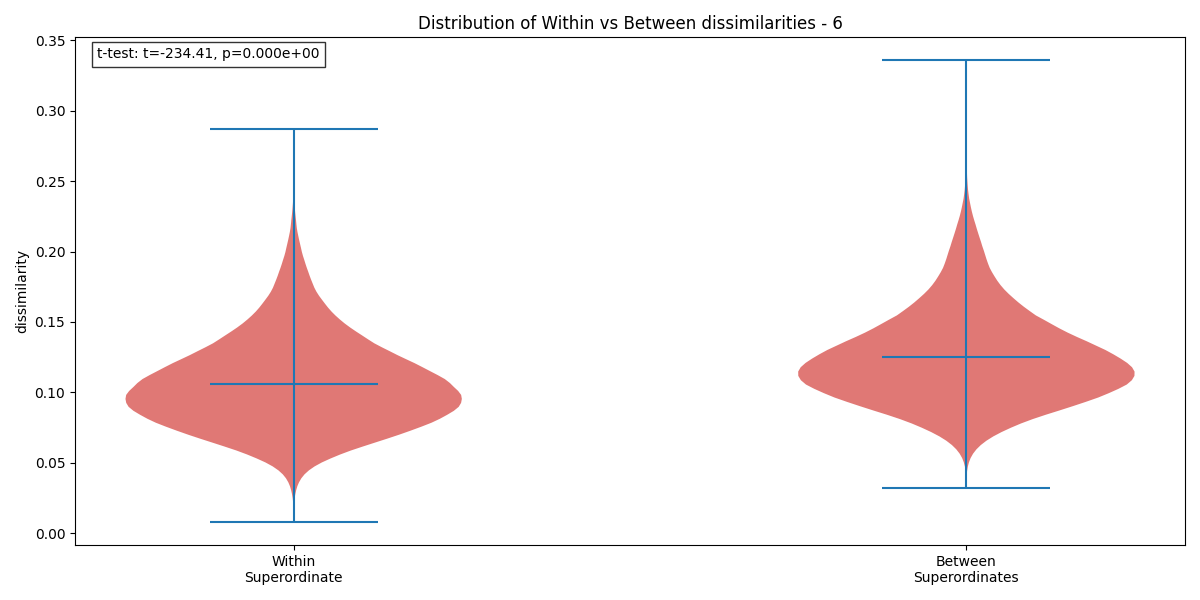 Distribution of Within vs Between dissimilarities - 6
t-test: t=-234.41, p=0.000e+00
dissimilarity
0.35
0.30
0.25
0.20
0.15
0.10
0.05
0.00
Within
Superordinate
Between
Superordinates